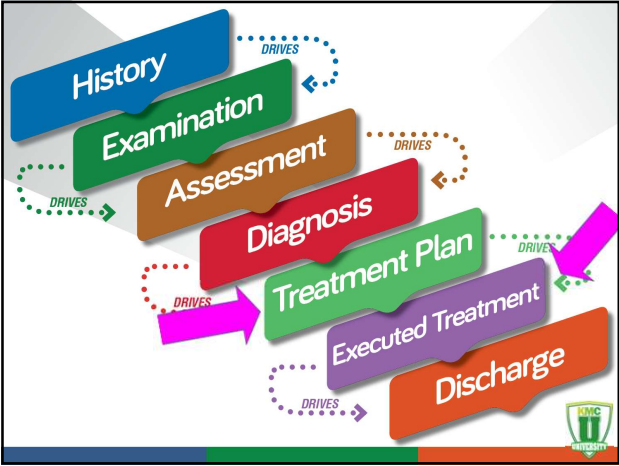 History
DRIVES
Examination
DRIVES
Assessment
DRIVES
Diagnosis
DRIVES
Treatment Plan
DRIVES
Executed Treatment
DRIVES
Discharge
KMC
U
UNIVERSITY